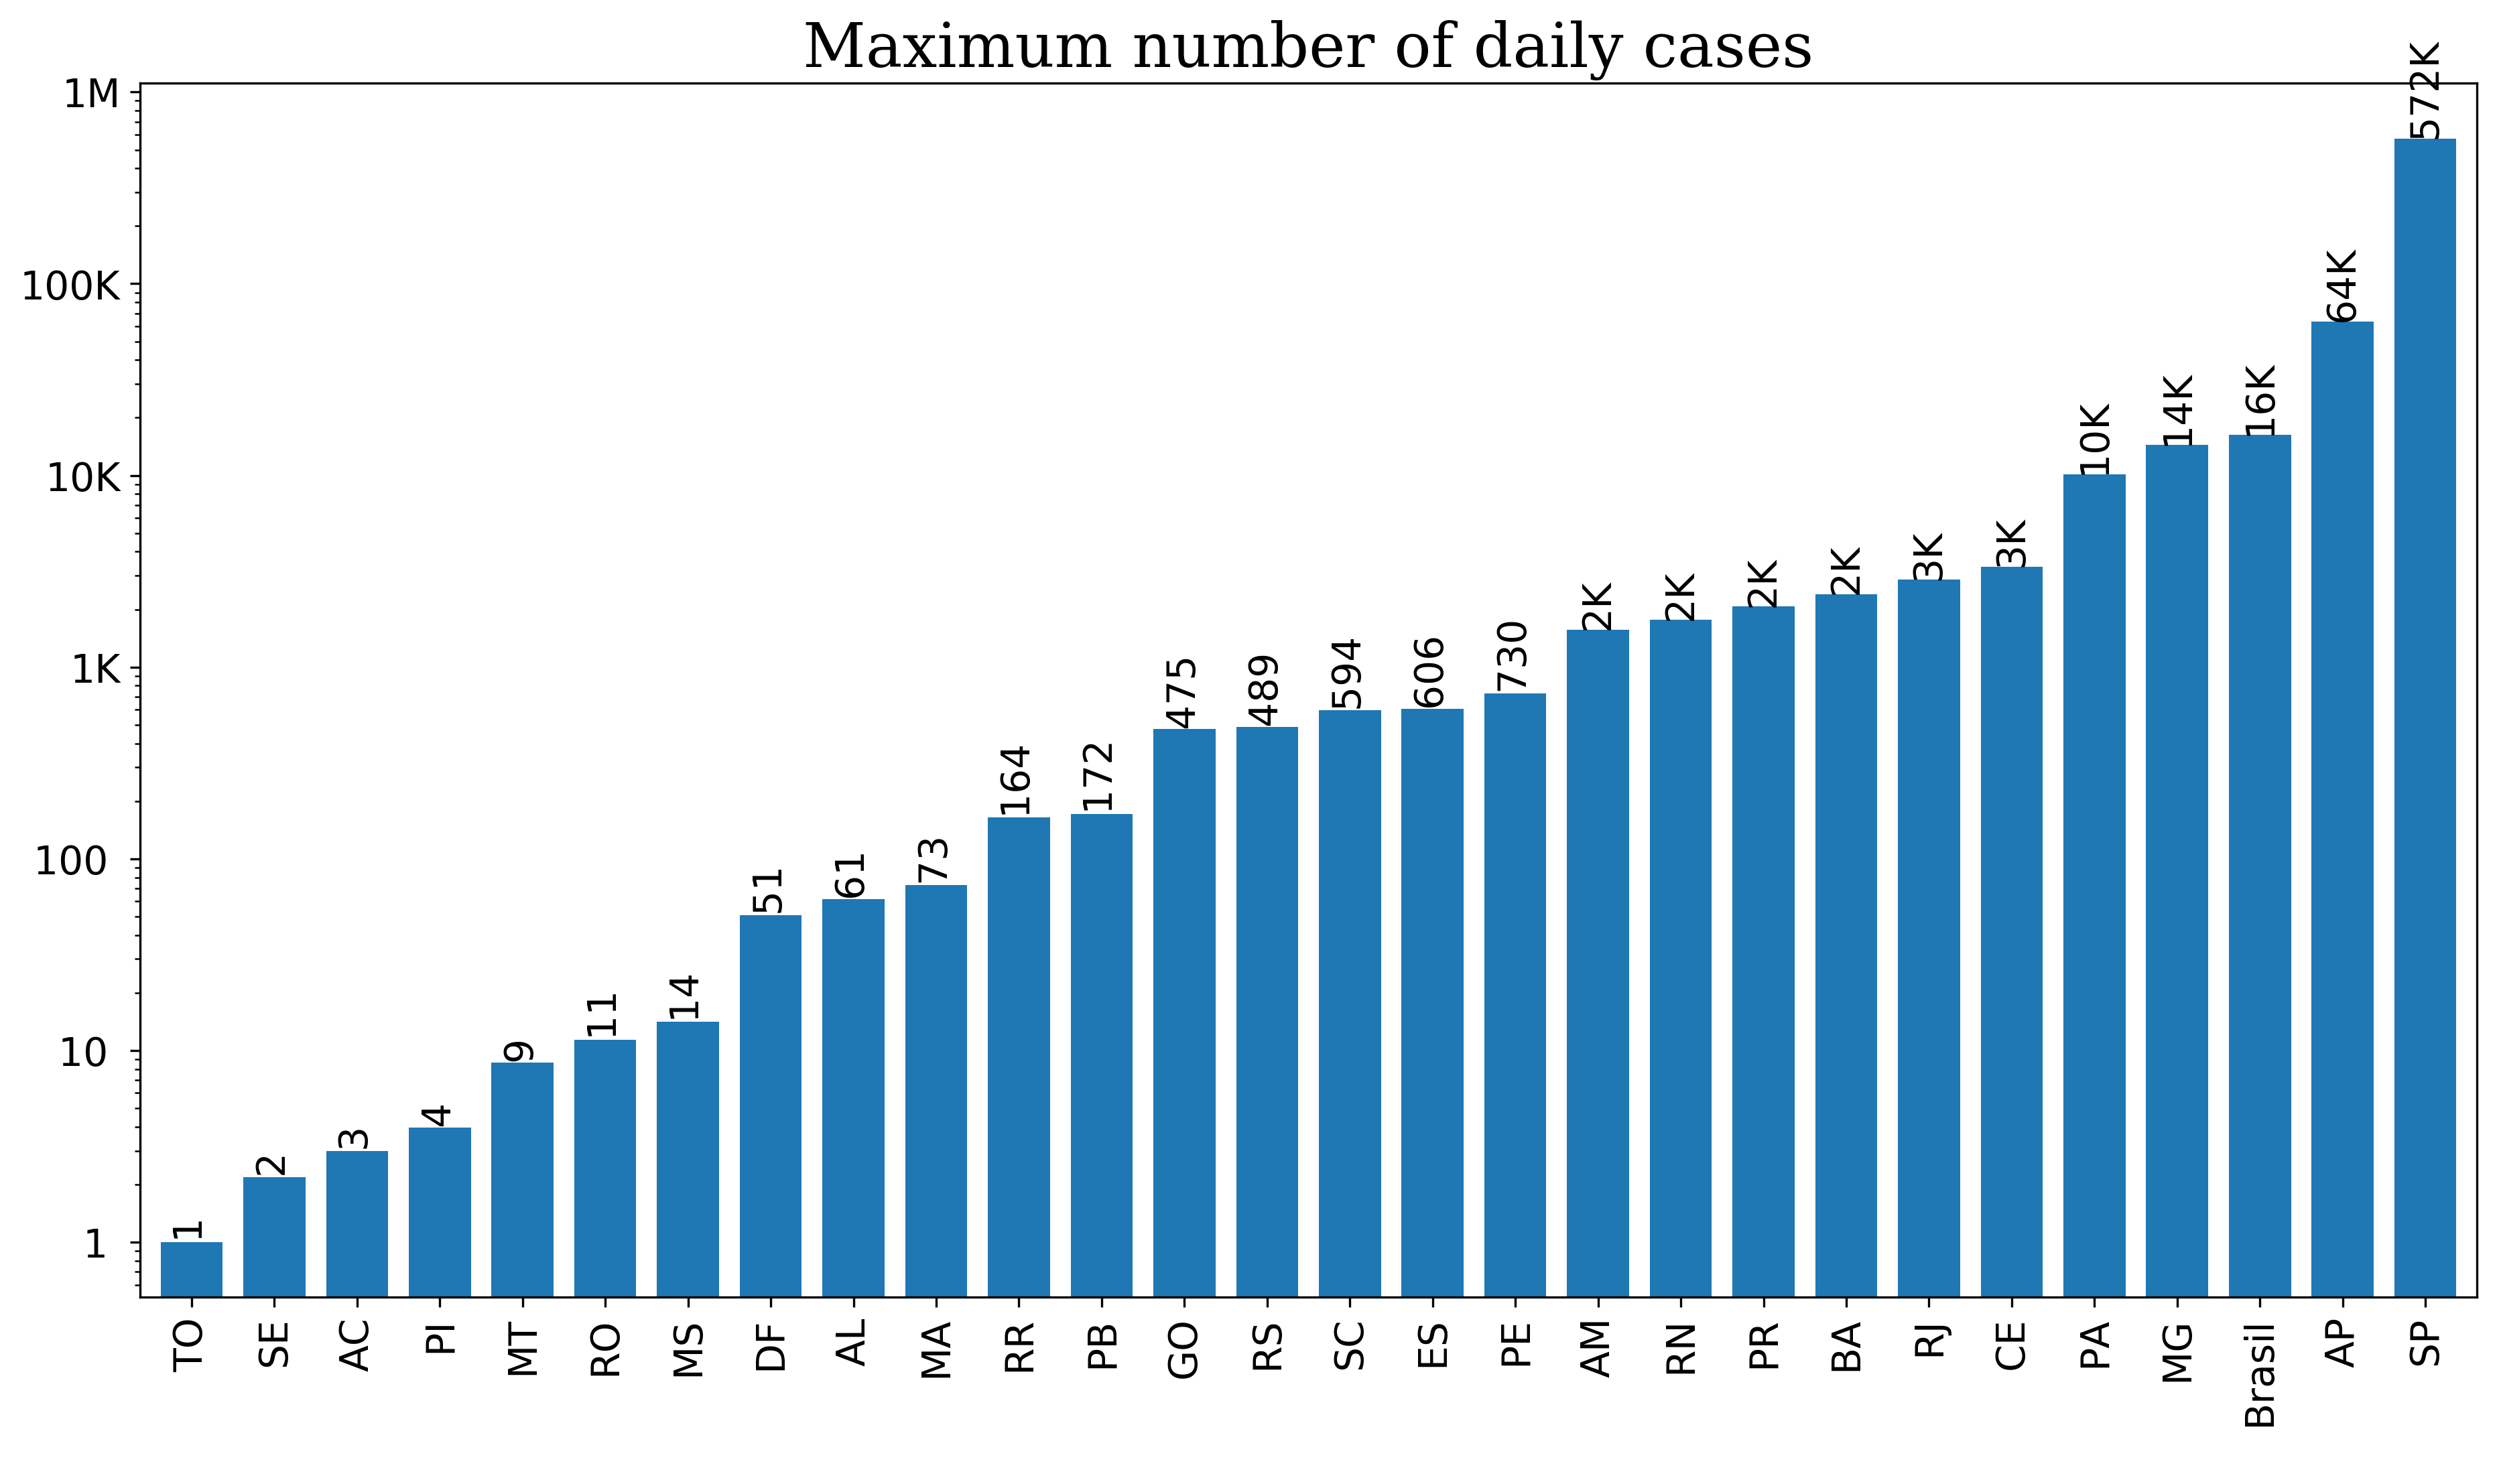 Maximum number of daily cases
1M
100K
10K
1K
100
10
1
1
2
3
4
9
11
14
51
61
73
164
172
475
489
594
606
730
2K
2K
2K
2K
3K
3K
10K
14K
16K
64K
572K
TO
SE
AC
PI
MT
RO
MS
DF
AL
MA
RR
PB
GO
RS
SC
ES
PE
AM
RN
PR
BA
RJ
CE
PA
MG
Brasil
AP
SP